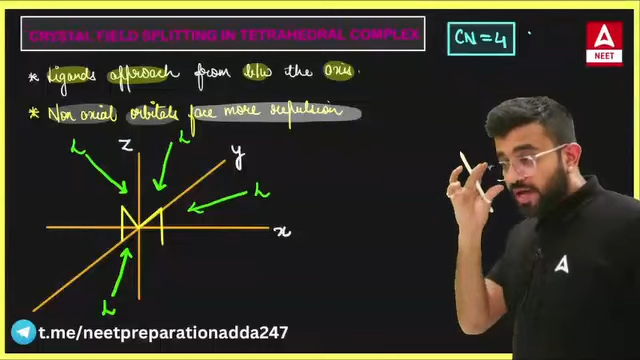 CRYSTAL FIELD SPLITTING IN TETRAHEDRAL COMPLEX
CN = 4
A
NEET
* Ligands approach from b/w the axis.
* Non axial orbitals face more repulsion
L
L
z
y
L
x
L
A
t.me/neetpreparationadda247